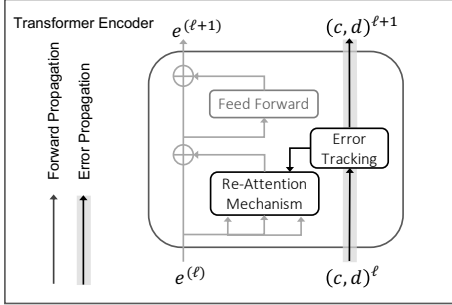 Transformer Encoder
e^{(ℓ+1)}
(c, d)^{ℓ+1}
Forward Propagation
Error Propagation
Feed Forward
Error
Tracking
Re-Attention
Mechanism
e^{(ℓ)}
(c, d)^ℓ